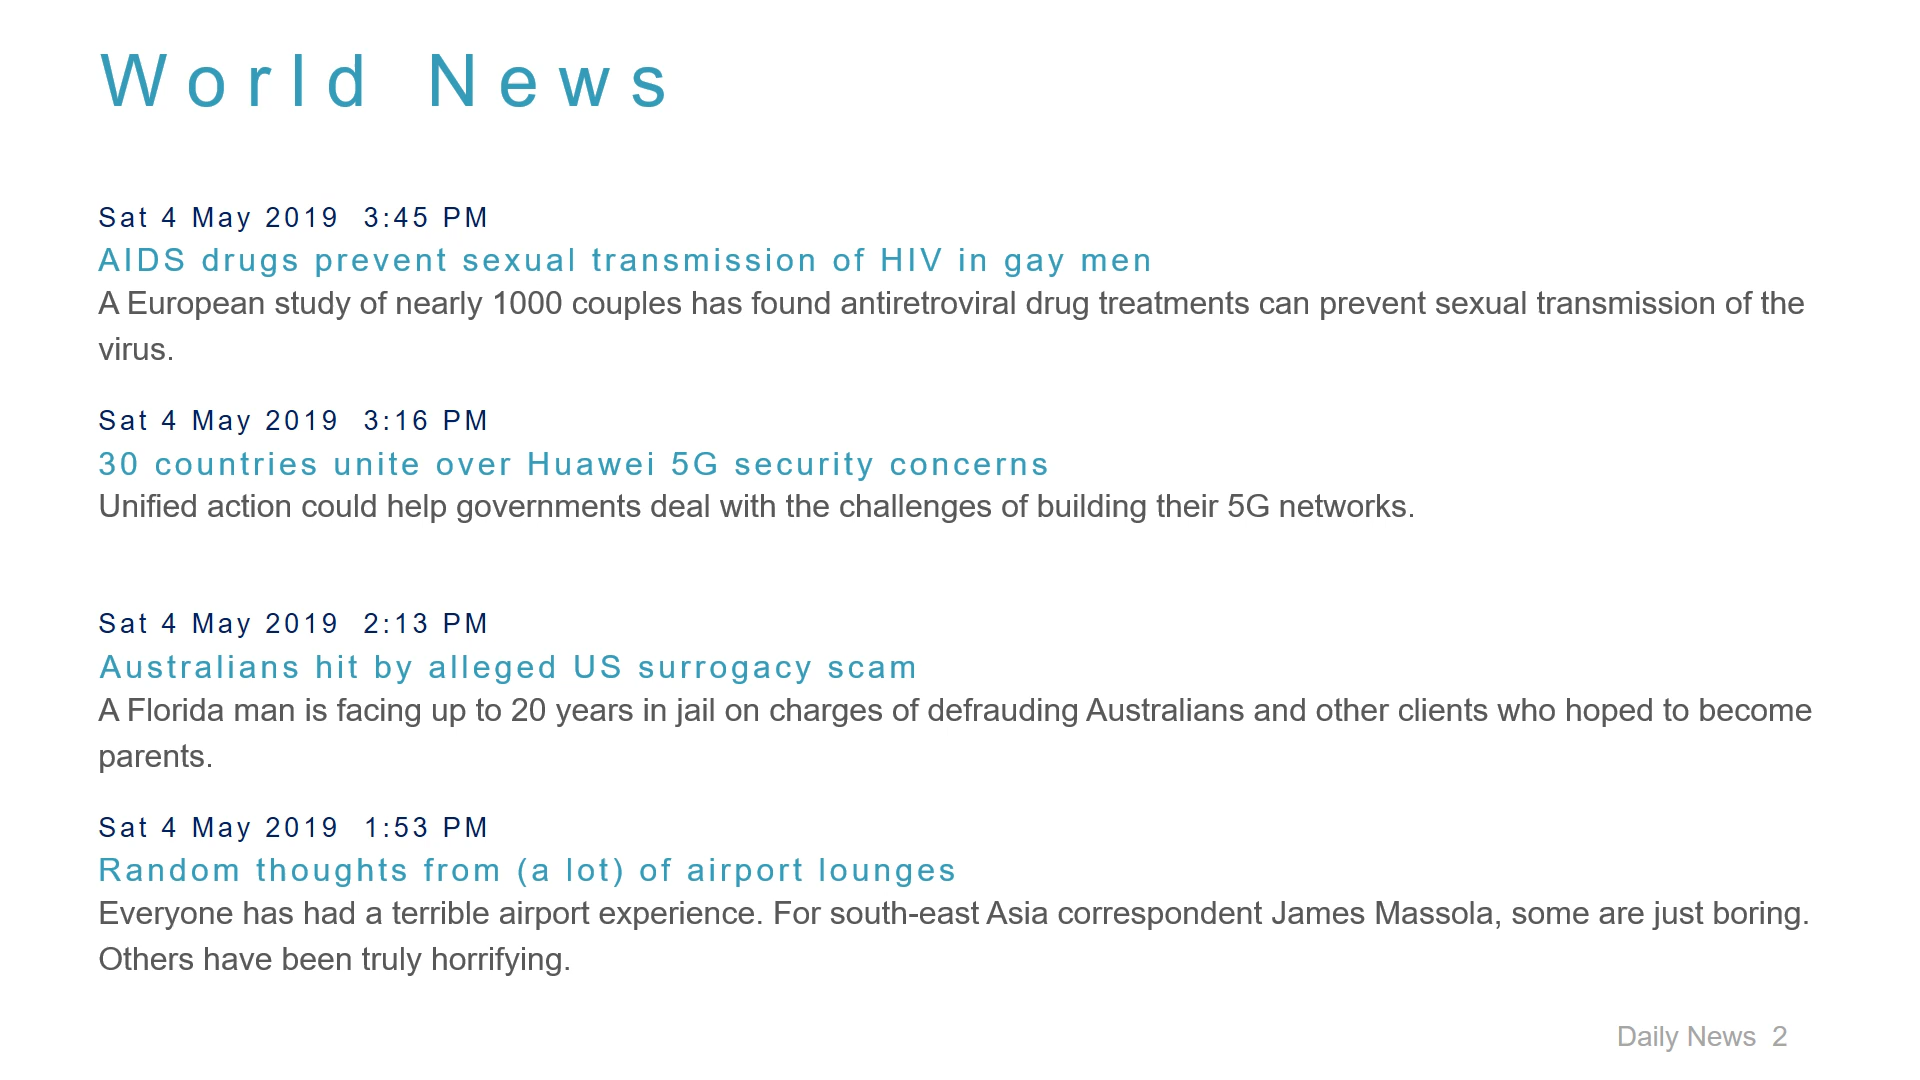 World News
Sat 4 May 2019  3:45 PM
AIDS drugs prevent sexual transmission of HIV in gay men
A European study of nearly 1000 couples has found antiretroviral drug treatments can prevent sexual transmission of the
virus.
Sat 4 May 2019  3:16 PM
30 countries unite over Huawei 5G security concerns
Unified action could help governments deal with the challenges of building their 5G networks.
Sat 4 May 2019  2:13 PM
Australians hit by alleged US surrogacy scam
A Florida man is facing up to 20 years in jail on charges of defrauding Australians and other clients who hoped to become
parents.
Sat 4 May 2019  1:53 PM
Random thoughts from (a lot) of airport lounges
Everyone has had a terrible airport experience. For south-east Asia correspondent James Massola, some are just boring.
Others have been truly horrifying.
Daily News  2